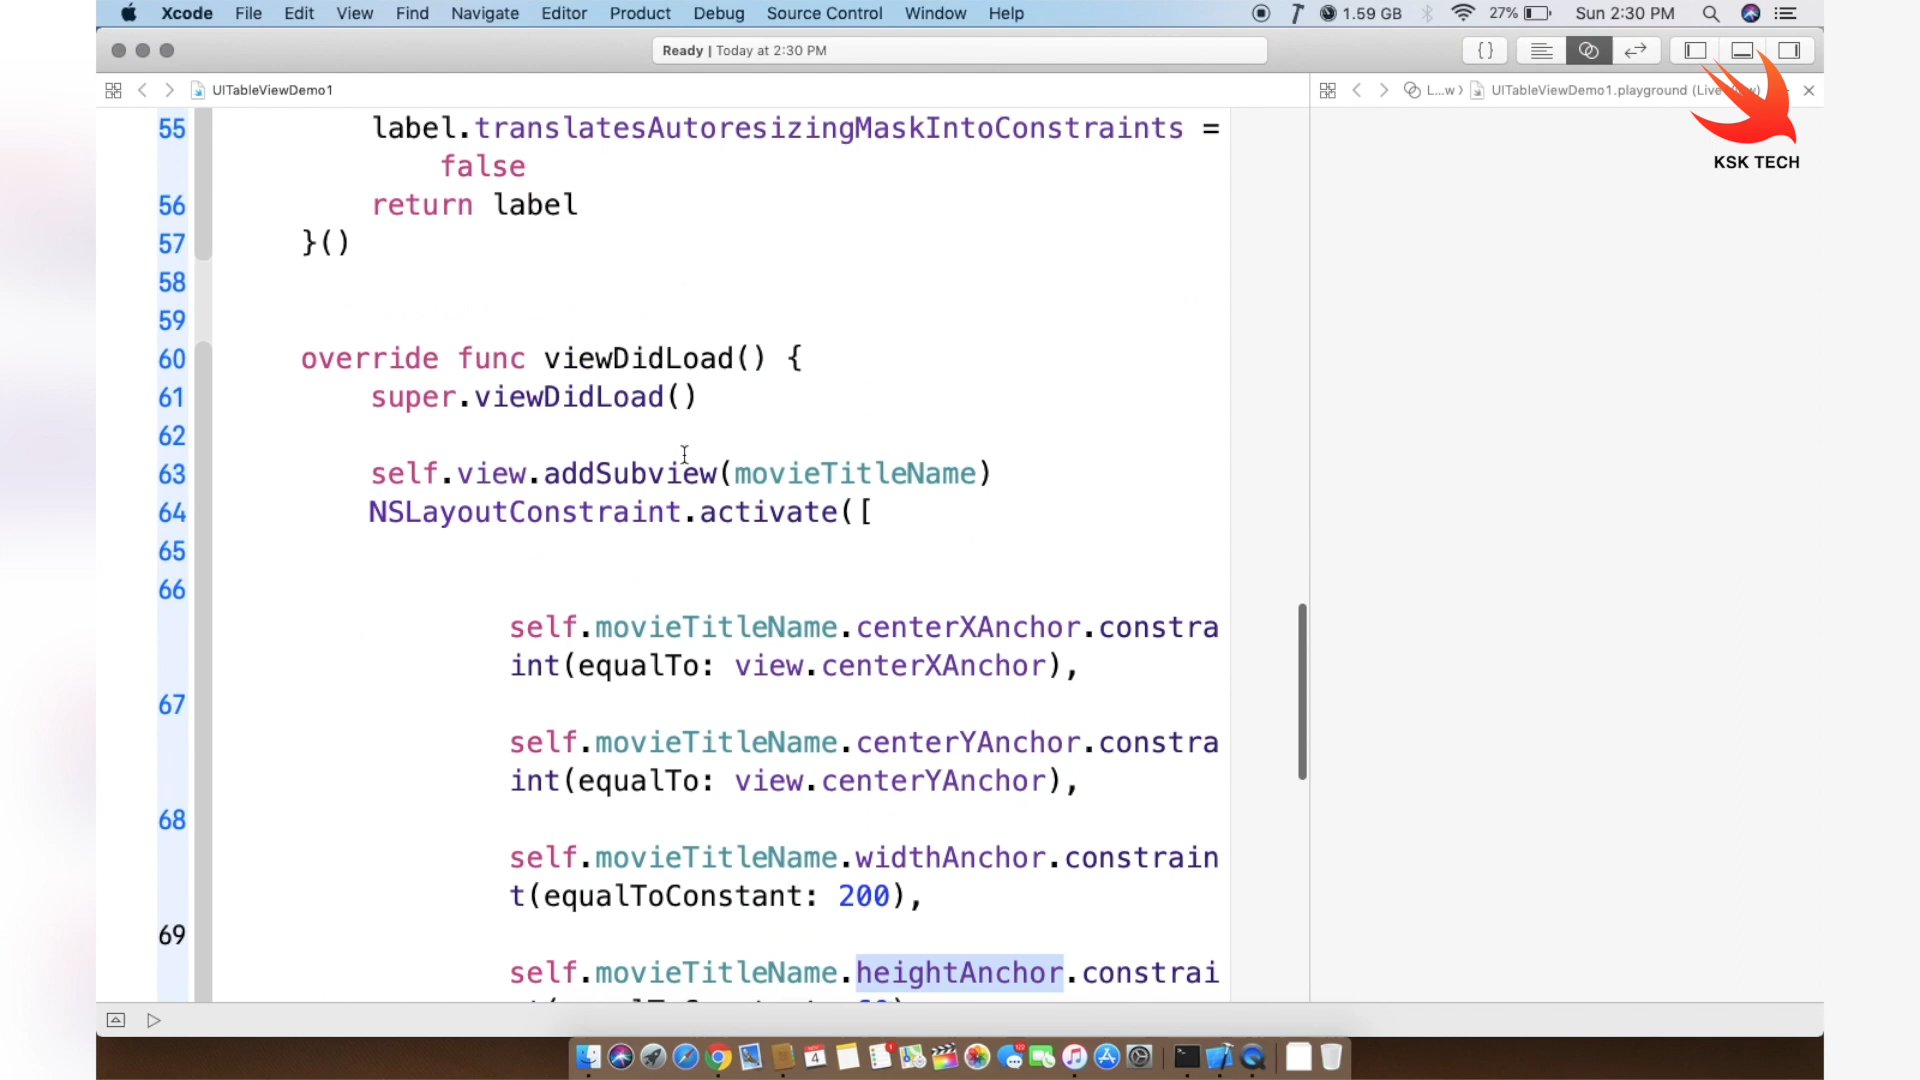 Xcode File Edit View Find Navigate Editor Product Debug Source Control Window Help 1.59 GB 27% Sun 2:30 PM
Ready | Today at 2:30 PM
{ }
UITableViewDemo1
L...w UITableViewDemo1.playground (Live
KSK TECH
55 label.translatesAutoresizingMaskIntoConstraints =
false
56 return label
57 }()
58
59
60 override func viewDidLoad() {
61 super.viewDidLoad()
62
63 self.view.addSubview(movieTitleName)
64 NSLayoutConstraint.activate([
65
66
self.movieTitleName.centerXAnchor.constra
int(equalTo: view.centerXAnchor),
67
self.movieTitleName.centerYAnchor.constra
int(equalTo: view.centerYAnchor),
68
self.movieTitleName.widthAnchor.constrain
t(equalToConstant: 200),
69
self.movieTitleName.heightAnchor.constrai
4